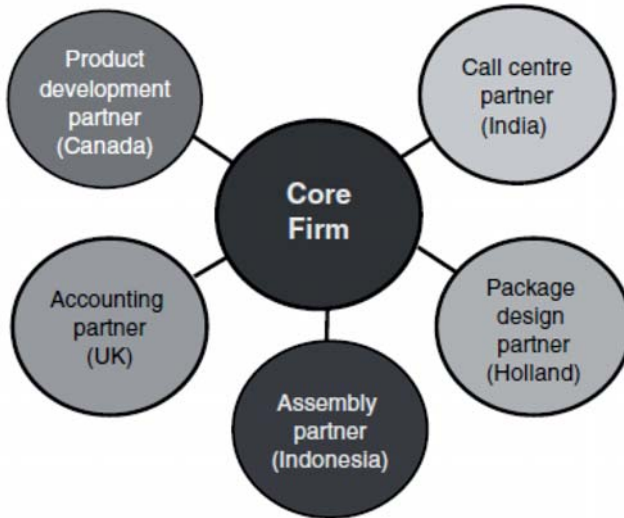 Product
development
partner
(Canada)
Call centre
partner
(India)
Core
Firm
Accounting
partner
(UK)
Package
design
partner
(Holland)
Assembly
partner
(Indonesia)